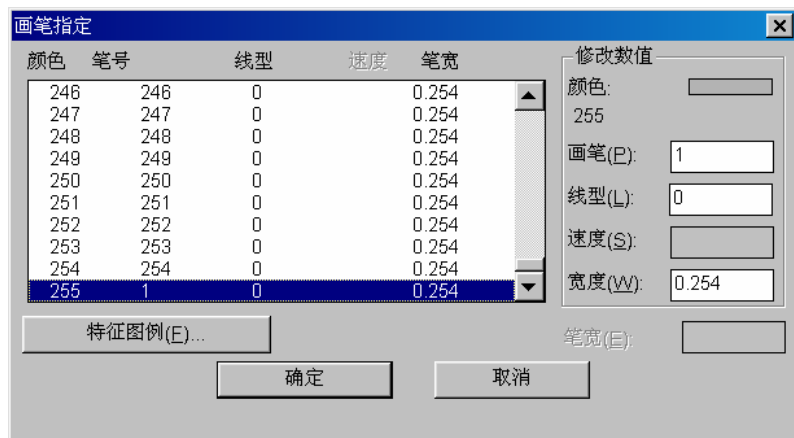 画笔指定
颜色 笔号 线型 速度 笔宽
246 246 0 0.254
247 247 0 0.254
248 248 0 0.254
249 249 0 0.254
250 250 0 0.254
251 251 0 0.254
252 252 0 0.254
253 253 0 0.254
254 254 0 0.254
255 1 0 0.254
特征图例(F)...
修改数值
颜色:
255
画笔(P): 1
线型(L): 0
速度(S):
宽度(W): 0.254
笔宽(E):
确定 取消